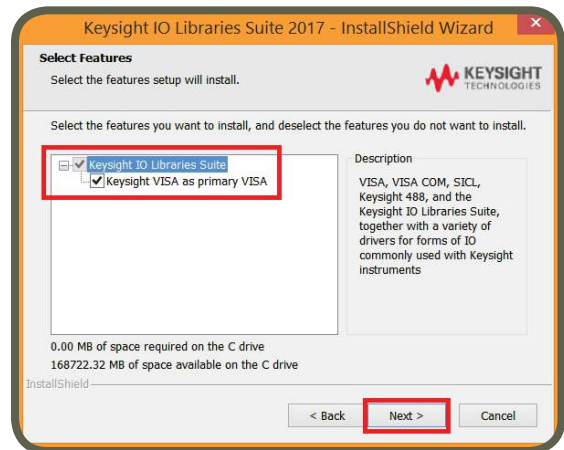 Keysight IO Libraries Suite 2017 - InstallShield Wizard
Select Features
Select the features setup will install.
KEYSIGHT
TECHNOLOGIES
Select the features you want to install, and deselect the features you do not want to install.
Keysight IO Libraries Suite
Keysight VISA as primary VISA
Description
VISA, VISA COM, SICL,
Keysight 488, and the
Keysight IO Libraries Suite,
together with a variety of
drivers for forms of IO
commonly used with Keysight
instruments
0.00 MB of space required on the C drive
168722.32 MB of space available on the C drive
InstallShield
< Back Next > Cancel